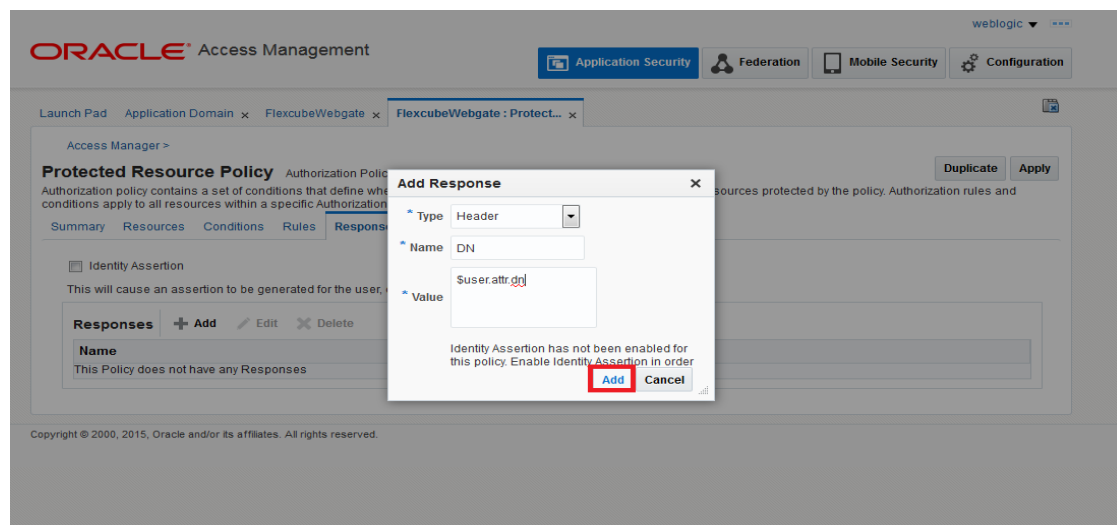 weblogic
ORACLE Access Management
Application Security Federation Mobile Security Configuration
Launch Pad Application Domain x FlexcubeWebgate x FlexcubeWebgate : Protect... x
Access Manager >
Protected Resource Policy Authorization Polic
Duplicate Apply
Authorization policy contains a set of conditions that define whe
sources protected by the policy. Authorization rules and
conditions apply to all resources within a specific Authorization
Summary Resources Conditions Rules Respons
Identity Assertion
This will cause an assertion to be generated for the user,
Responses Add Edit Delete
Name
This Policy does not have any Responses
Add Response
* Type Header
* Name DN
* Value $user.attr.dn
Identity Assertion has not been enabled for
this policy. Enable Identity Assertion in order
Add Cancel
Copyright © 2000, 2015, Oracle and/or its affiliates. All rights reserved.